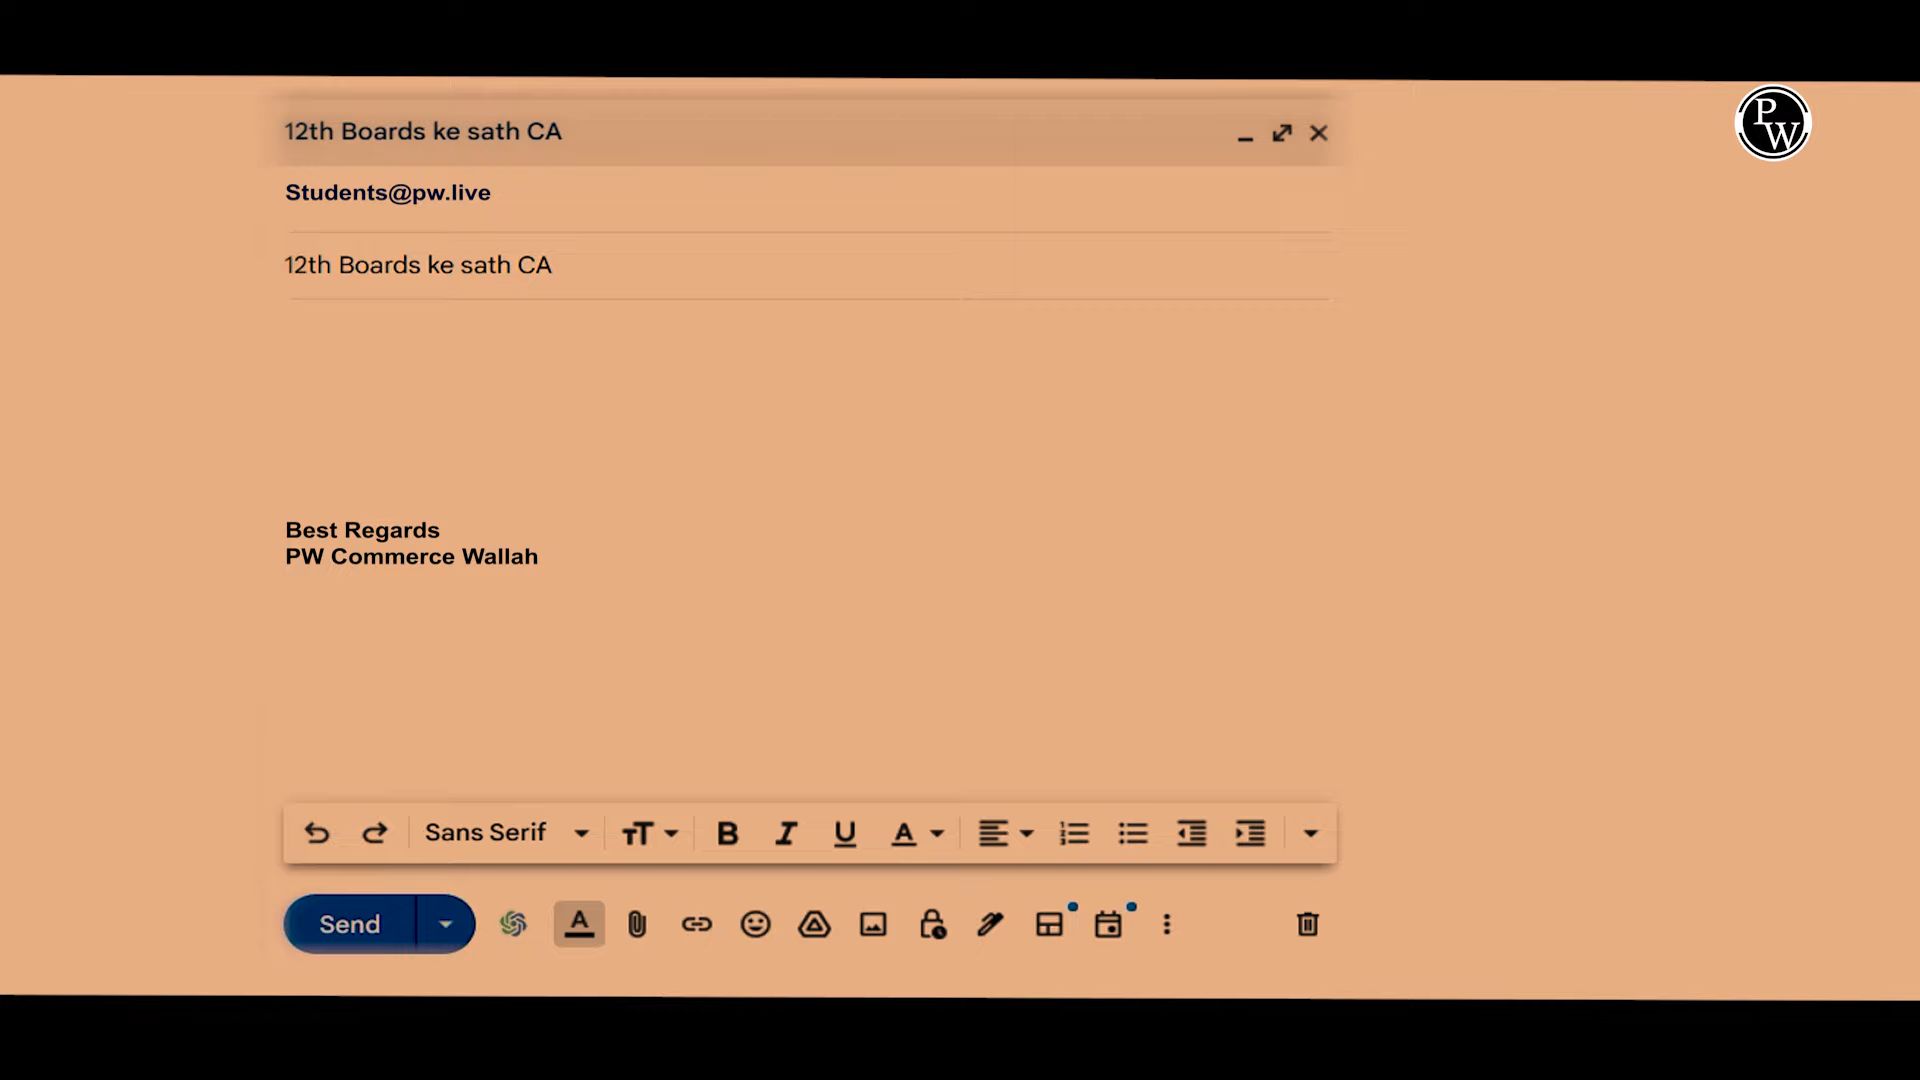 12th Boards ke sath CA
PW
Students@pw.live
12th Boards ke sath CA
Best Regards
PW Commerce Wallah
Sans Serif
Send